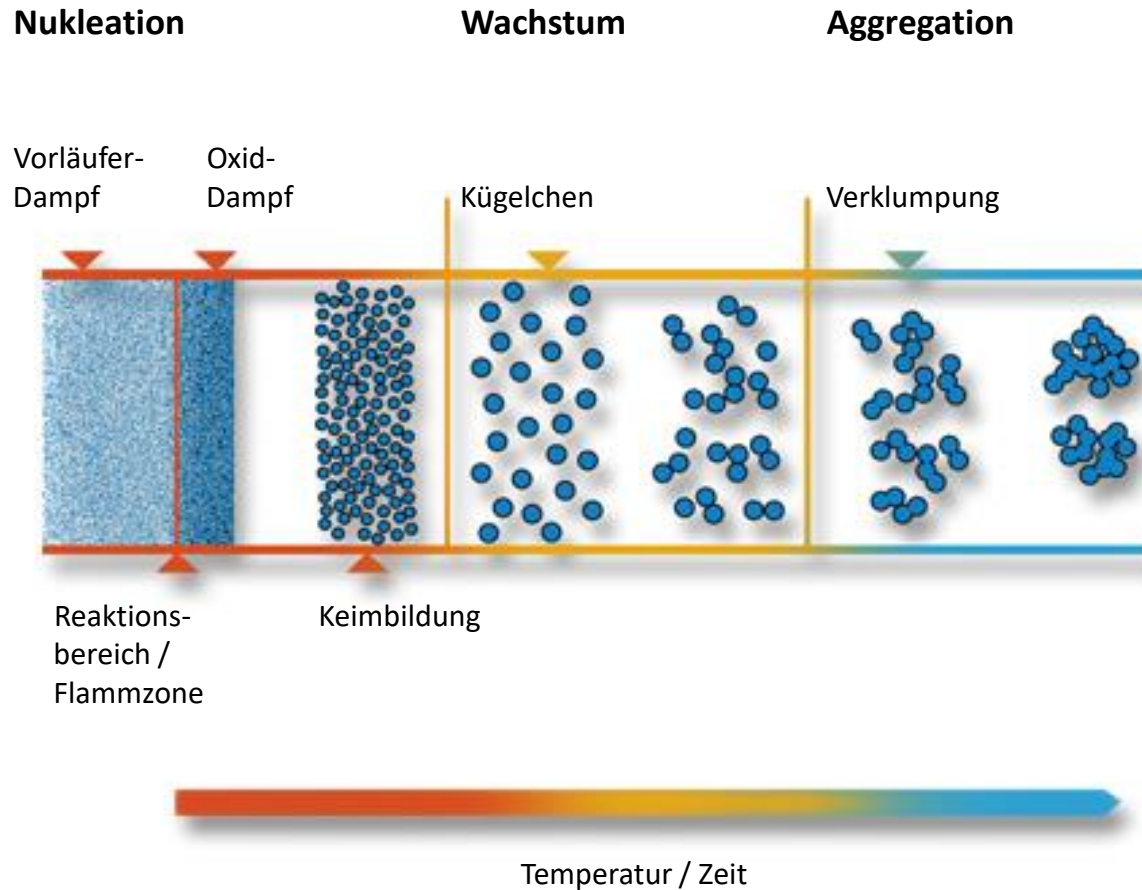 Nukleation
Wachstum
Aggregation
Vorläufer-
Dampf
Oxid-
Dampf
Kügelchen
Verklumpung
Reaktions-
bereich /
Flammzone
Keimbildung
Temperatur / Zeit